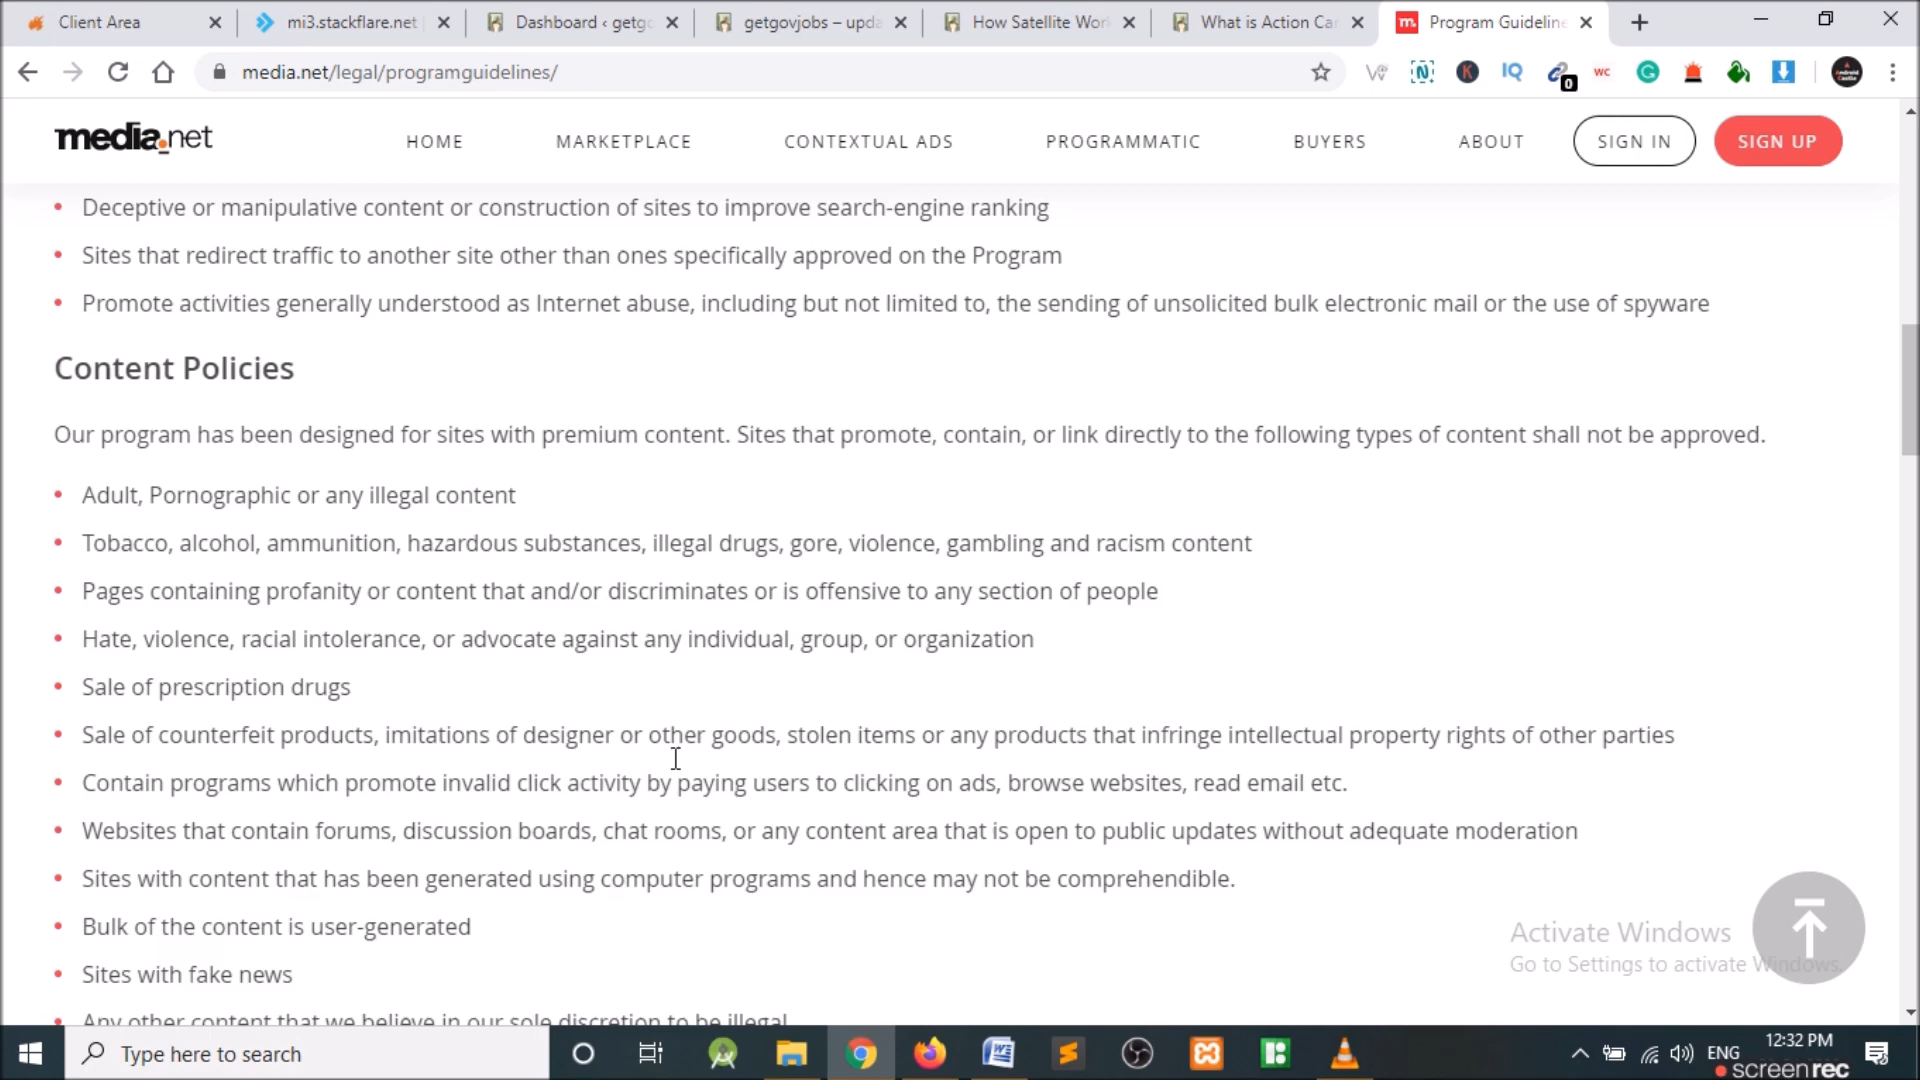 Client Area
mi3.stackflare.net
Dashboard ‹ getgo
getgovjobs – upda
How Satellite Work
What is Action Car
Program Guideline
media.net/legal/programguidelines/
0
IQ
WC
media.net
HOME
MARKETPLACE
CONTEXTUAL ADS
PROGRAMMATIC
BUYERS
ABOUT
SIGN IN
SIGN UP
• Deceptive or manipulative content or construction of sites to improve search-engine ranking
• Sites that redirect traffic to another site other than ones specifically approved on the Program
• Promote activities generally understood as Internet abuse, including but not limited to, the sending of unsolicited bulk electronic mail or the use of spyware
Content Policies
Our program has been designed for sites with premium content. Sites that promote, contain, or link directly to the following types of content shall not be approved.
• Adult, Pornographic or any illegal content
• Tobacco, alcohol, ammunition, hazardous substances, illegal drugs, gore, violence, gambling and racism content
• Pages containing profanity or content that and/or discriminates or is offensive to any section of people
• Hate, violence, racial intolerance, or advocate against any individual, group, or organization
• Sale of prescription drugs
• Sale of counterfeit products, imitations of designer or other goods, stolen items or any products that infringe intellectual property rights of other parties
• Contain programs which promote invalid click activity by paying users to clicking on ads, browse websites, read email etc.
• Websites that contain forums, discussion boards, chat rooms, or any content area that is open to public updates without adequate moderation
• Sites with content that has been generated using computer programs and hence may not be comprehendible.
• Bulk of the content is user-generated
• Sites with fake news
• Any other content that we believe in our sole discretion to be illegal
Activate Windows
Go to Settings to activate Windows.
Type here to search
ENG
12:32 PM
screenrec